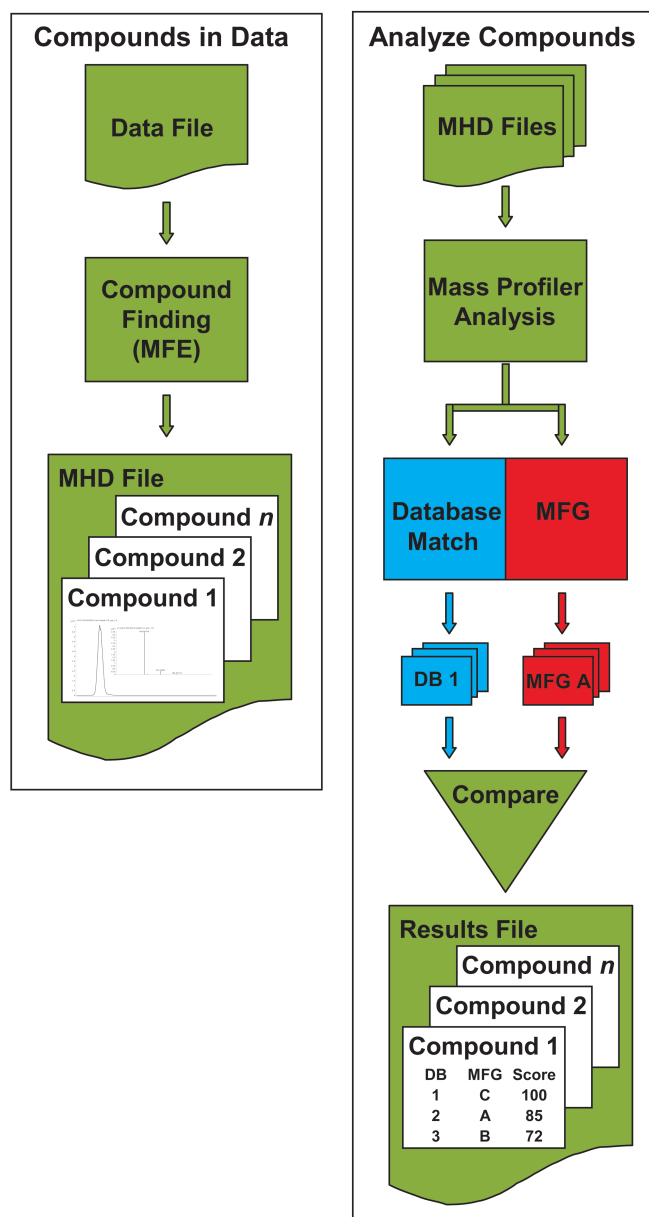 Compounds in Data
Data File
Compound
Finding
(MFE)
MHD File
Compound n
Compound 2
Compound 1
Analyze Compounds
MHD Files
Mass Profiler
Analysis
Database
Match
MFG
DB 1
MFG A
Compare
Results File
Compound n
Compound 2
Compound 1
DB MFG Score
1 C 100
2 A 85
3 B 72